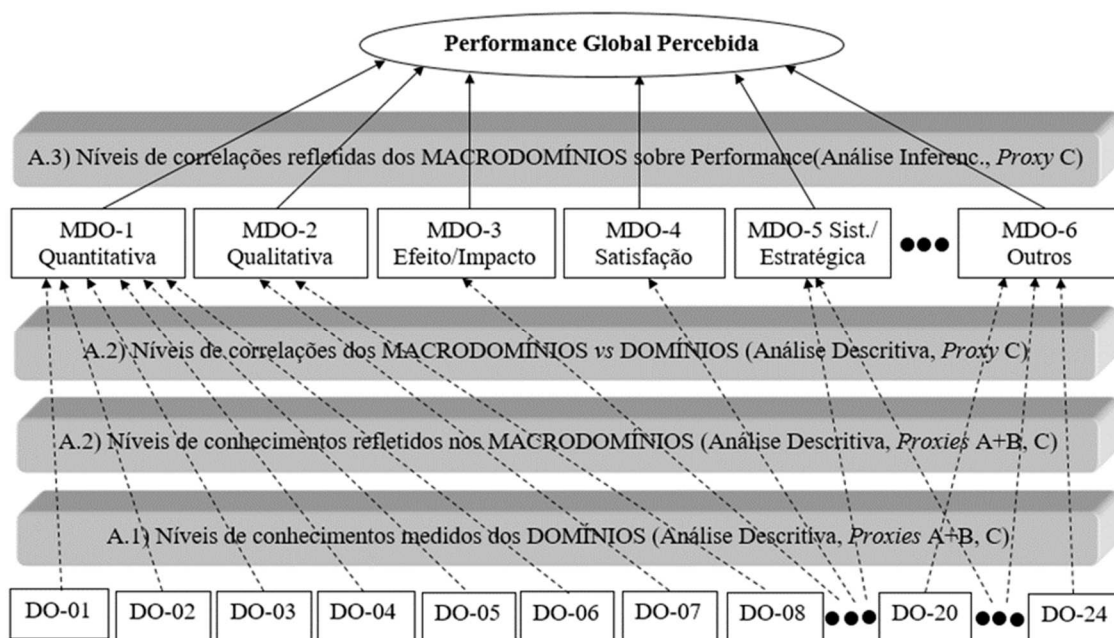 Performance Global Percebida
A.3) Níveis de correlações refletidas dos MACRODOMÍNIOS sobre Performance(Análise Inferenc., Proxy C)
MDO-1
Quantitativa
MDO-2
Qualitativa
MDO-3
Efeito/Impacto
MDO-4
Satisfação
MDO-5 Sist./
Estratégica
MDO-6
Outros
A.2) Níveis de correlações dos MACRODOMÍNIOS vs DOMÍNIOS (Análise Descritiva, Proxy C)
A.2) Níveis de conhecimentos refletidos nos MACRODOMÍNIOS (Análise Descritiva, Proxies A+B, C)
A.1) Níveis de conhecimentos medidos dos DOMÍNIOS (Análise Descritiva, Proxies A+B, C)
DO-01
DO-02
DO-03
DO-04
DO-05
DO-06
DO-07
DO-08
DO-20
DO-24